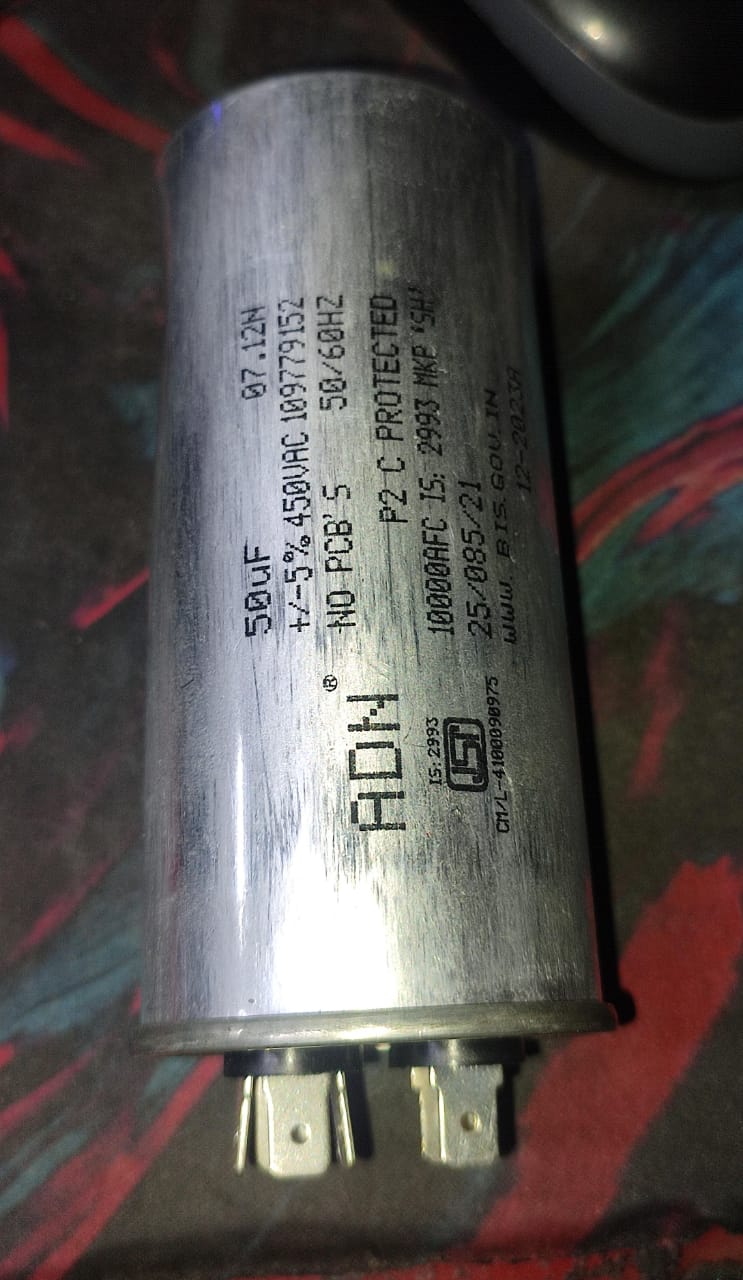 50uF 07.12N
+/-5% 450VAC 109779152
NO PCB'S 50/60HZ
P2 C PROTECTED
10000AFC IS: 2993 MKP 'SH'
25/085/21
WWW.BIS.GOV.IN
12-2023A
ADN ®
IS:2993
ISI
CM/L-4100090975